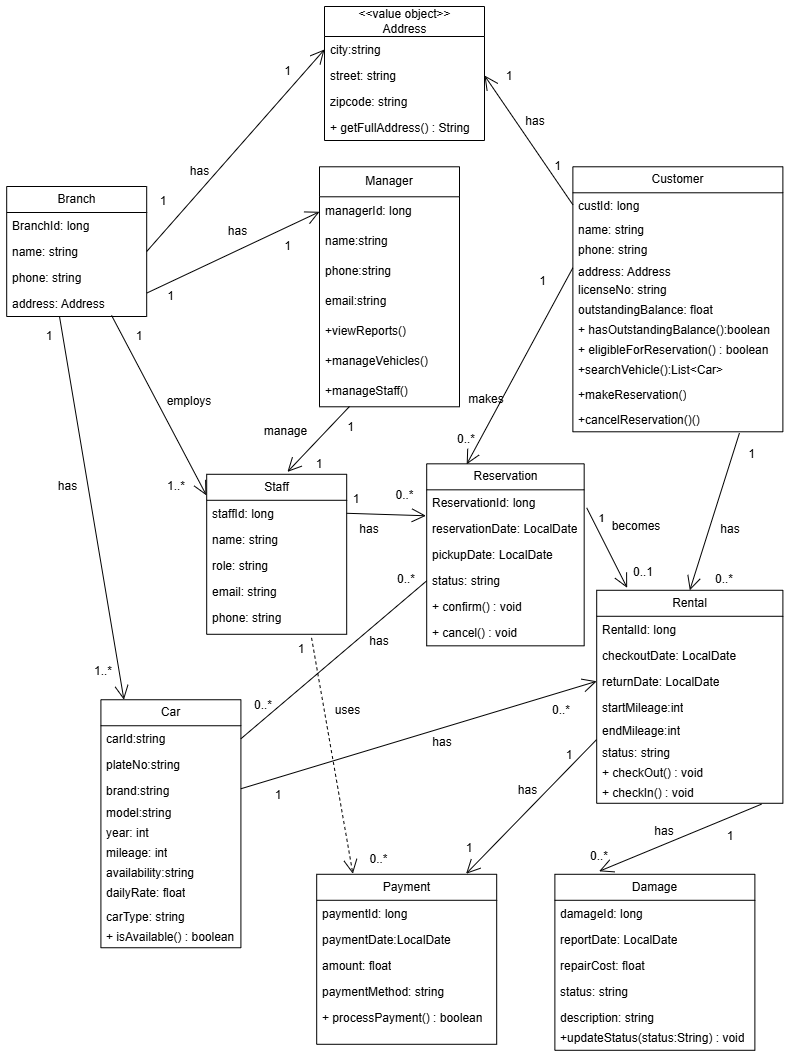 <<value object>>
Address
city:string
street: string
zipcode: string
+ getFullAddress() : String
1
1
has
1
has
1
Branch
BranchId: long
name: string
phone: string
address: Address
1
has
1
1
1
Manager
managerId: long
name:string
phone:string
email:string
+viewReports()
+manageVehicles()
+manageStaff()
Customer
custId: long
name: string
phone: string
address: Address
licenseNo: string
outstandingBalance: float
+ hasOutstandingBalance():boolean
+ eligibleForReservation() : boolean
+searchVehicle():List<Car>
+makeReservation()
+cancelReservation()()
1
makes
0..*
employs
1..*
manage
1
1
has
1..*
Staff
staffId: long
name: string
role: string
email: string
phone: string
1
has
0..*
Reservation
ReservationId: long
reservationDate: LocalDate
pickupDate: LocalDate
status: string
+ confirm() : void
+ cancel() : void
1
becomes
0..1
1
has
0..*
0..*
has
0..*
1
uses
0..*
Rental
RentalId: long
checkoutDate: LocalDate
returnDate: LocalDate
startMileage:int
endMileage:int
status: string
+ checkOut() : void
+ checkIn() : void
Car
carId:string
plateNo:string
brand:string
model:string
year: int
mileage: int
availability:string
dailyRate: float
carType: string
+ isAvailable() : boolean
1
has
0..*
1
has
1
has
1
0..*
Payment
paymentId: long
paymentDate:LocalDate
amount: float
paymentMethod: string
+ processPayment() : boolean
Damage
damageId: long
reportDate: LocalDate
repairCost: float
status: string
description: string
+updateStatus(status:String) : void